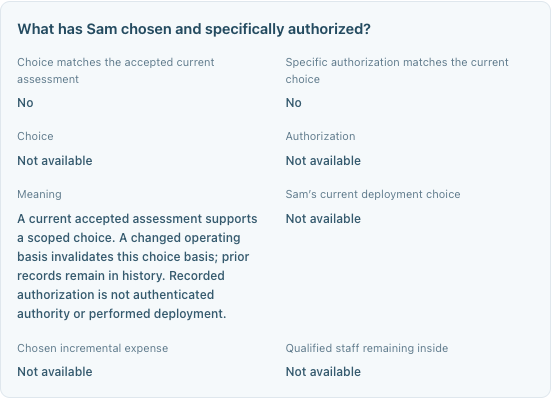 What has Sam chosen and specifically authorized?
Choice matches the accepted current
assessment
No
Specific authorization matches the current
choice
No
Choice
Not available
Authorization
Not available
Meaning
A current accepted assessment supports
a scoped choice. A changed operating
basis invalidates this choice basis; prior
records remain in history. Recorded
authorization is not authenticated
authority or performed deployment.
Sam's current deployment choice
Not available
Chosen incremental expense
Not available
Qualified staff remaining inside
Not available